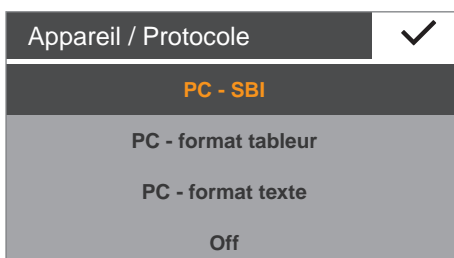 Appareil / Protocole
PC - SBI
PC - format tableur
PC - format texte
Off